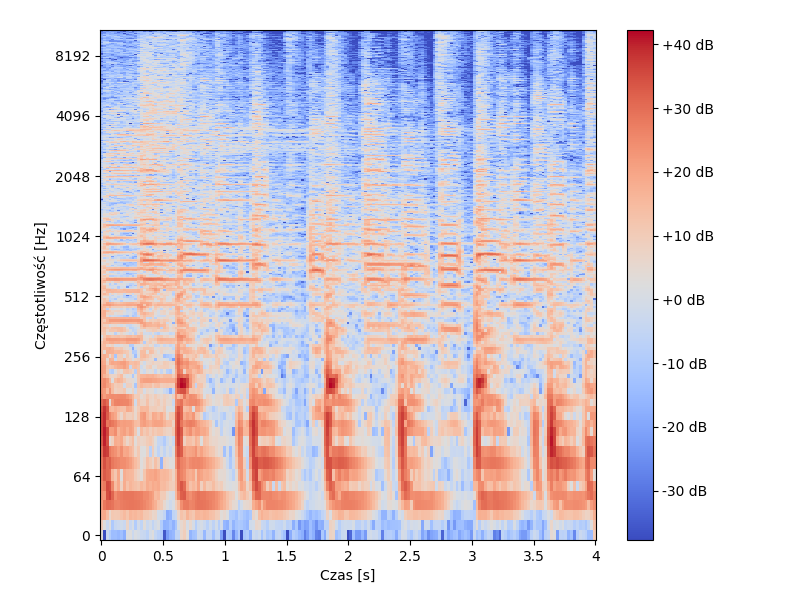 8192
4096
2048
1024
512
256
128
64
0
Częstotliwość [Hz]
0 0.5 1 1.5 2 2.5 3 3.5 4
Czas [s]
+40 dB
+30 dB
+20 dB
+10 dB
+0 dB
-10 dB
-20 dB
-30 dB